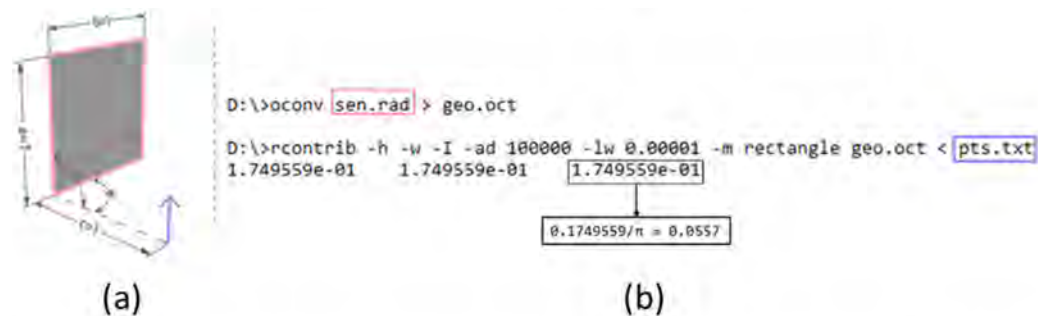 D:\>oconv sen.rad > geo.oct
D:\>rcontrib -h -w -I -ad 100000 -lw 0.00001 -m rectangle geo.oct < pts.txt
1.749559e-01 1.749559e-01 1.749559e-01
0.1749559/π = 0.0557
(a) (b)